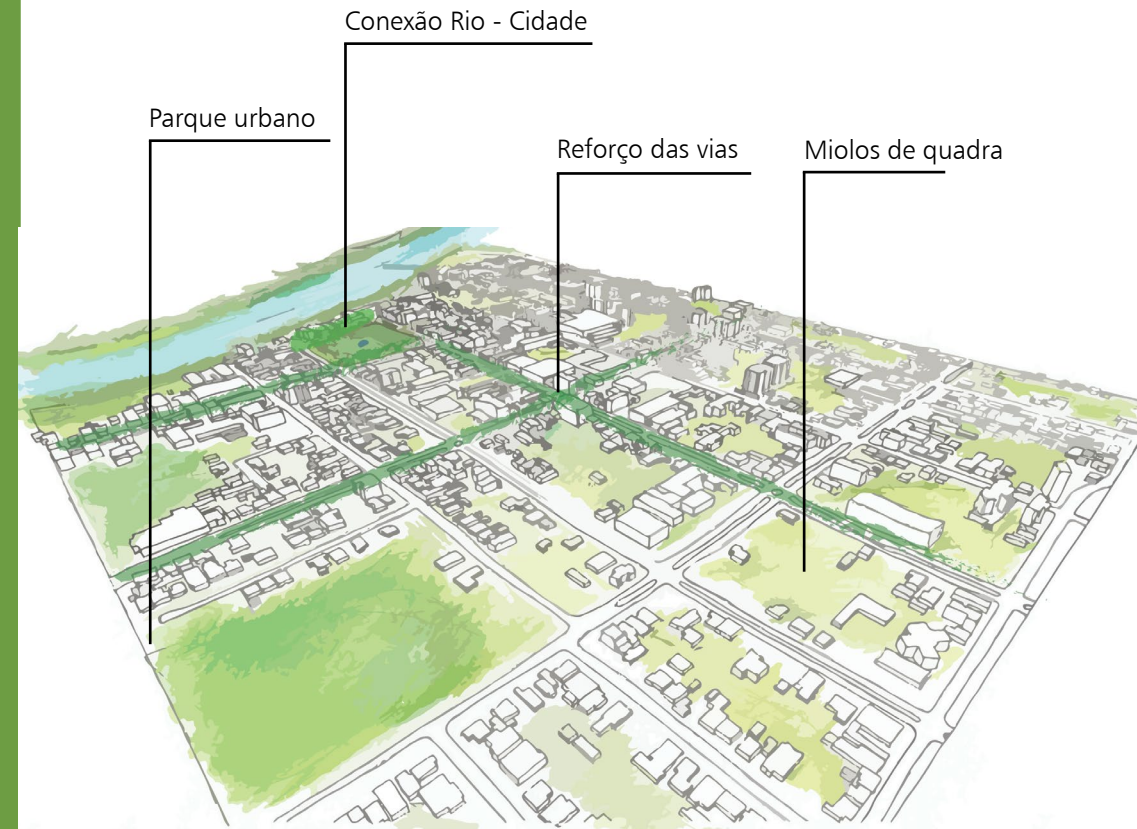 Conexão Rio - Cidade
Parque urbano
Reforço das vias
Miolos de quadra